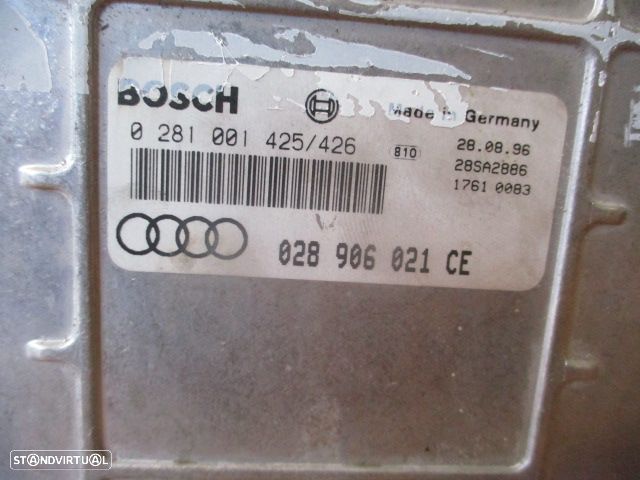 BOSCH
Made in Germany
0 281 001 425/426
810
28.08.96
28SA2886
1761 0083
028 906 021 CE
STANDVIRTUAL